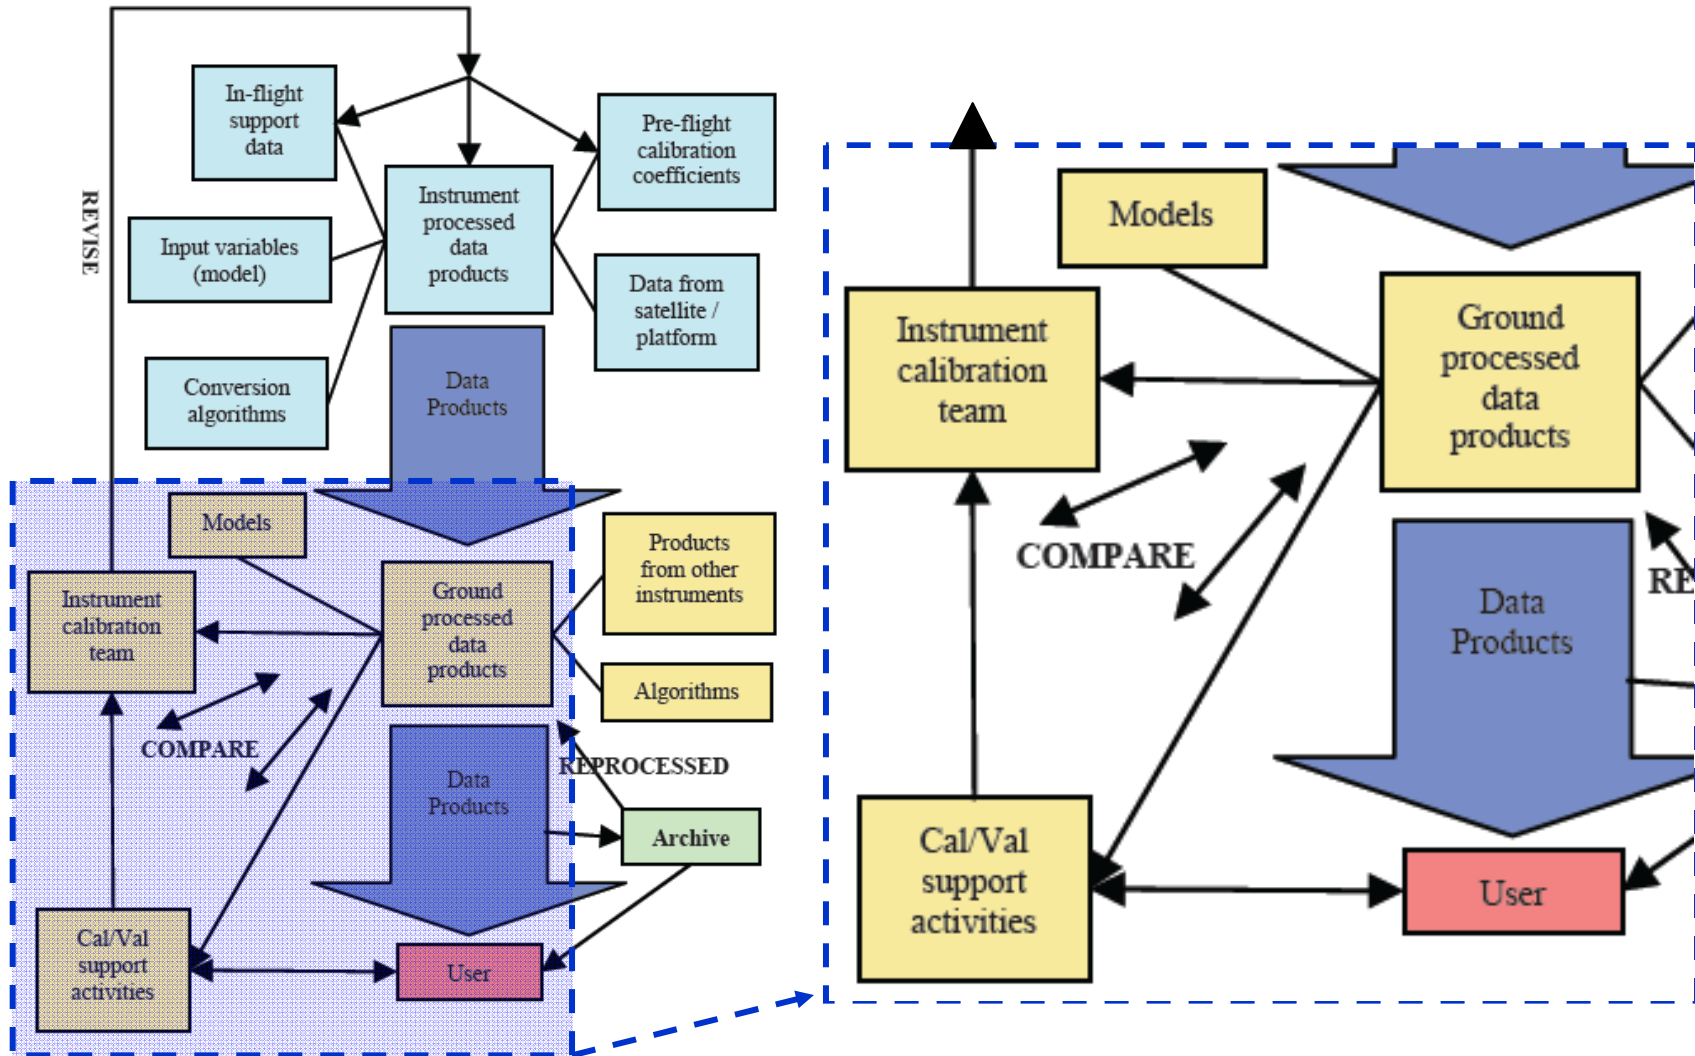 In-flight
support
data
Pre-flight
calibration
coefficients
Instrument
processed
data
products
REVISE
Input variables
(model)
Data from
satellite /
platform
Conversion
algorithms
Data
Products
Models
Products
from other
instruments
Instrument
calibration
team
Ground
processed
data
products
Algorithms
COMPARE
REPROCESSED
Data
Products
Archive
Cal/Val
support
activities
User
Models
Instrument
calibration
team
Ground
processed
data
products
COMPARE
RE
Data
Products
Cal/Val
support
activities
User